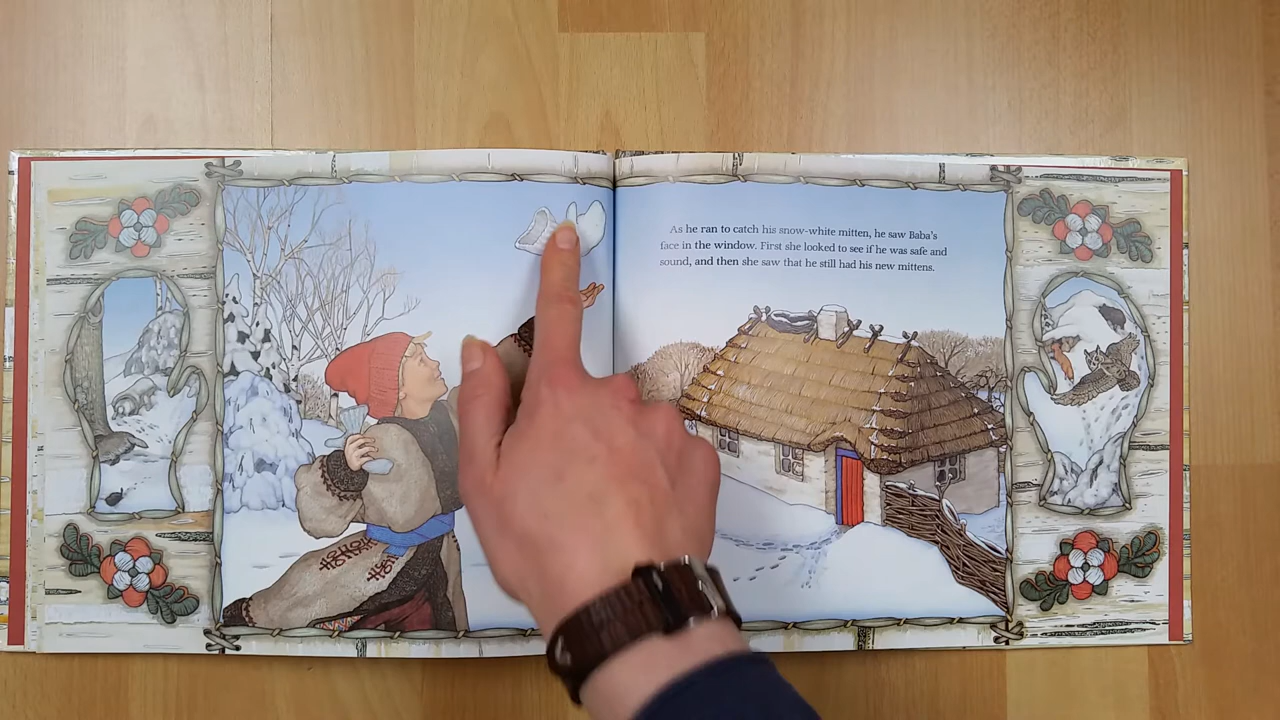 As he ran to catch his snow-white mitten, he saw Baba's
face in the window. First she looked to see if he was safe and
sound, and then she saw that he still had his new mittens.